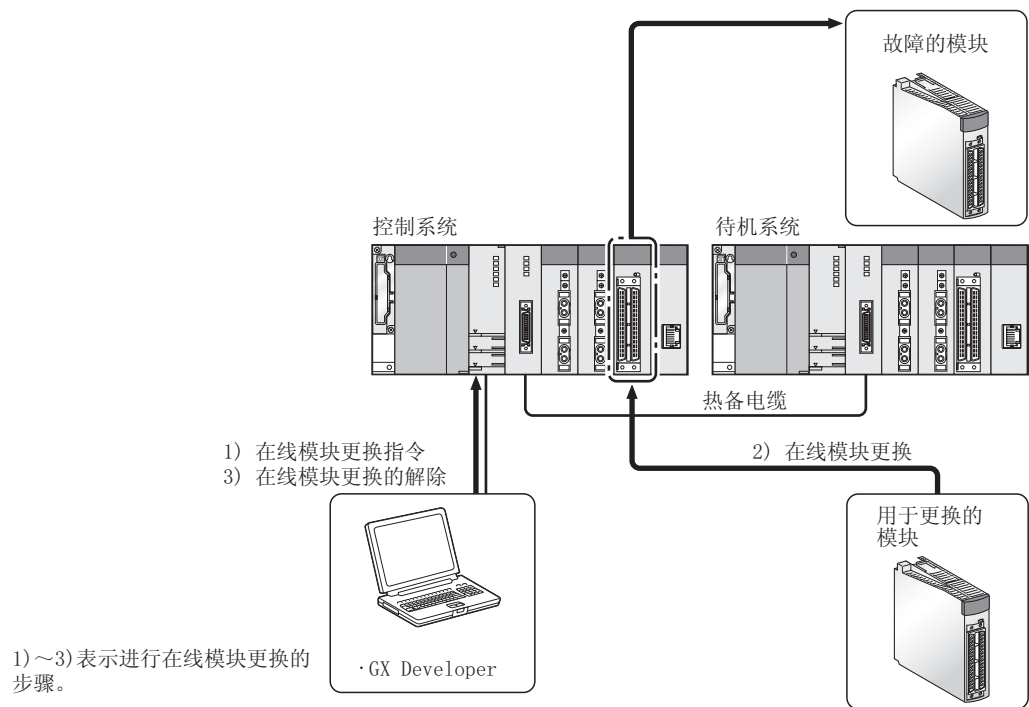 故障的模块
控制系统
待机系统
热备电缆
1) 在线模块更换指令
3) 在线模块更换的解除
2) 在线模块更换
用于更换的
模块
·GX Developer
1)～3)表示进行在线模块更换的
步骤。